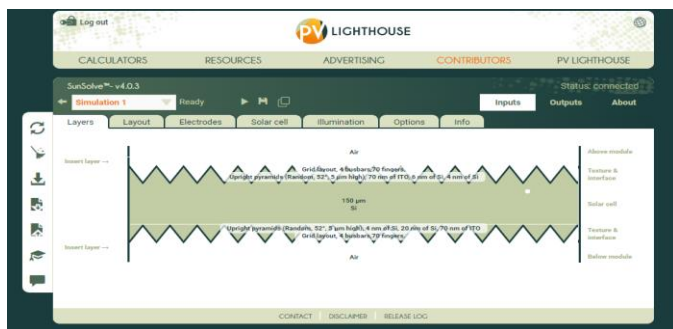 Log out
PV LIGHTHOUSE
CALCULATORS RESOURCES ADVERTISING CONTRIBUTORS PV LIGHTHOUSE
SunSolve™- v4.0.3 Status: connected
Simulation 1 Ready Inputs Outputs About
Layers Layout Electrodes Solar cell Illumination Options Info
Air Above module
Insert layer →
Grid layout, 4 busbars, 70 fingers,
Upright pyramids (Random, 52°, 5 µm high), 70 nm of ITO, 6 nm of Si, 4 nm of Si
Texture &
interface
150 µm
Si
Solar cell
Upright pyramids (Random, 52°, 5 µm high), 4 nm of Si, 20 nm of Si, 70 nm of ITO
Grid layout, 4 busbars, 70 fingers,
Texture &
interface
Insert layer →
Air Below module
CONTACT DISCLAIMER RELEASE LOG